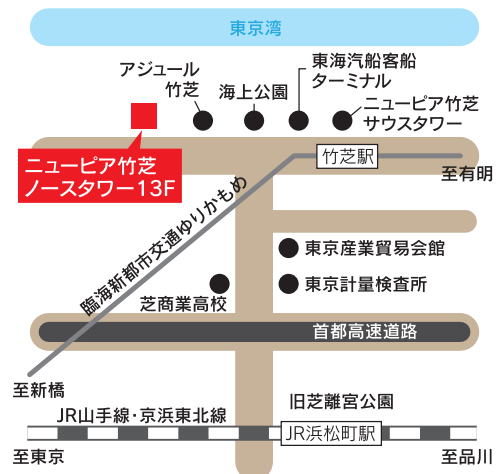 東京湾
アジュール
竹芝
海上公園
東海汽船客船
ターミナル
ニューピア竹芝
サウスタワー
ニューピア竹芝
ノースタワー13F
竹芝駅
至有明
臨海新都市交通ゆりかもめ
東京産業貿易会館
東京計量検査所
芝商業高校
首都高速道路
至新橋
旧芝離宮公園
JR山手線・京浜東北線
JR浜松町駅
至東京
至品川